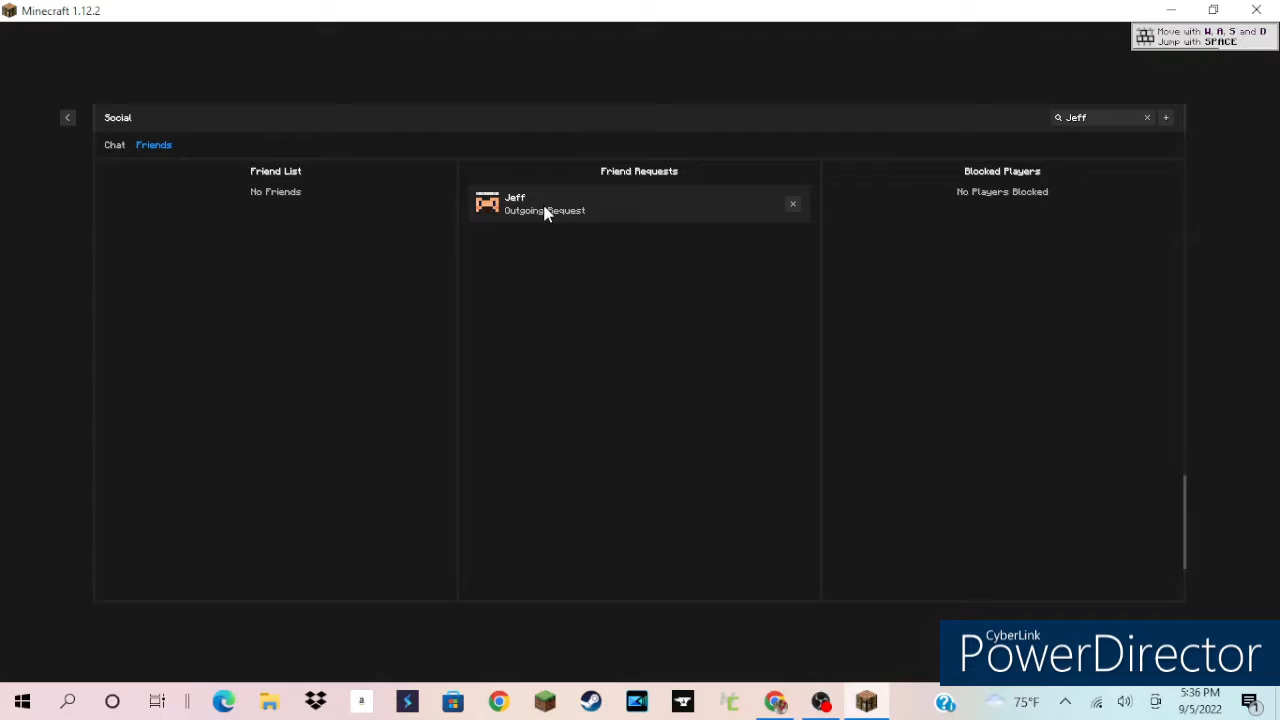 Minecraft 1.12.2
Move with W, A, S and D
Jump with SPACE
Social
Jeff
Chat
Friends
Friend List
No Friends
Friend Requests
Jeff
Outgoing Request
Blocked Players
No Players Blocked
CyberLink
PowerDirector
a
75°F
5:36 PM
9/5/2022
1